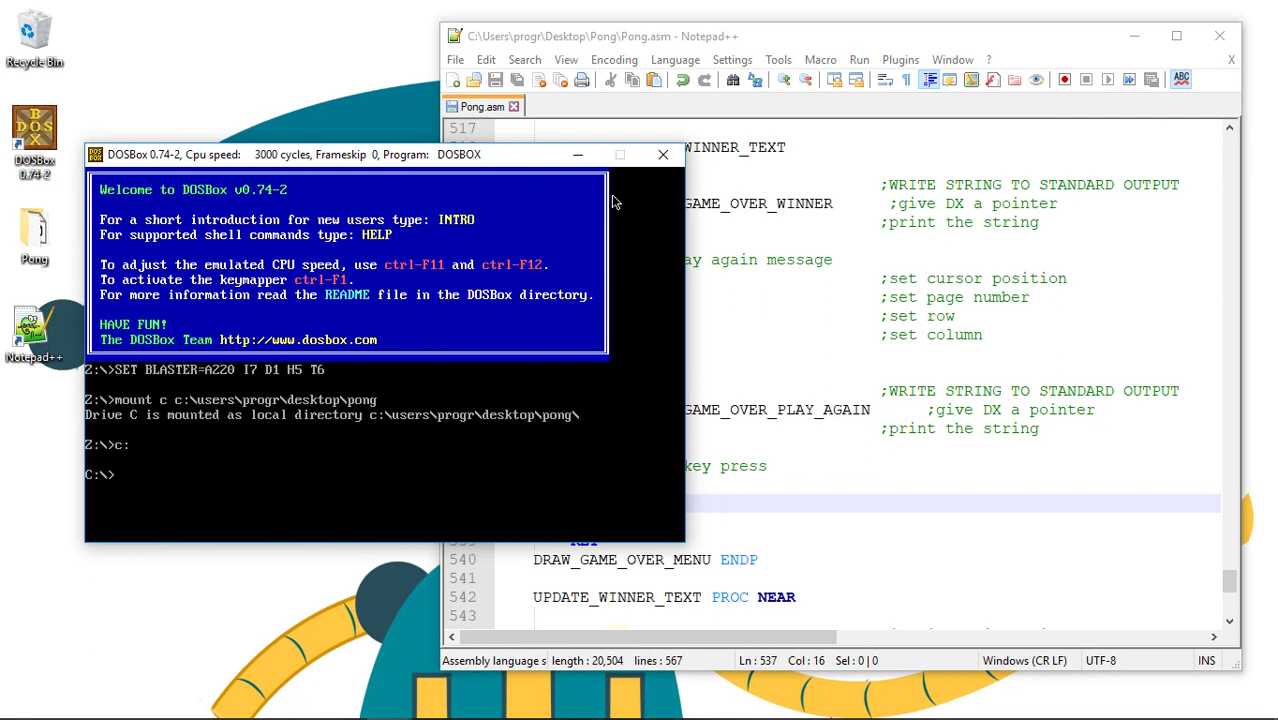 Recycle Bin
DOSBox
0.74-2
Pong
Notepad++
C:\Users\progr\Desktop\Pong\Pong.asm - Notepad++
File Edit Search View Encoding Language Settings Tools Macro Run Plugins Window ? X
Pong.asm
517
WINNER_TEXT
;WRITE STRING TO STANDARD OUTPUT
GAME_OVER_WINNER ;give DX a pointer
;print the string
ay again message
;set cursor position
;set page number
;set row
;set column
;WRITE STRING TO STANDARD OUTPUT
GAME_OVER_PLAY_AGAIN ;give DX a pointer
;print the string
key press
RET
540 DRAW_GAME_OVER_MENU ENDP
541
542 UPDATE_WINNER_TEXT PROC NEAR
543
Assembly language s length : 20,504 lines : 567 Ln : 537 Col : 16 Sel : 0 | 0 Windows (CR LF) UTF-8 INS
DOSBox 0.74-2, Cpu speed: 3000 cycles, Frameskip 0, Program: DOSBOX
Welcome to DOSBox v0.74-2
For a short introduction for new users type: INTRO
For supported shell commands type: HELP
To adjust the emulated CPU speed, use ctrl-F11 and ctrl-F12.
To activate the keymapper ctrl-F1.
For more information read the README file in the DOSBox directory.
HAVE FUN!
The DOSBox Team http://www.dosbox.com
Z:\>SET BLASTER=A220 I7 D1 H5 T6
Z:\>mount c c:\users\progr\desktop\pong
Drive C is mounted as local directory c:\users\progr\desktop\pong\
Z:\>c:
C:\>